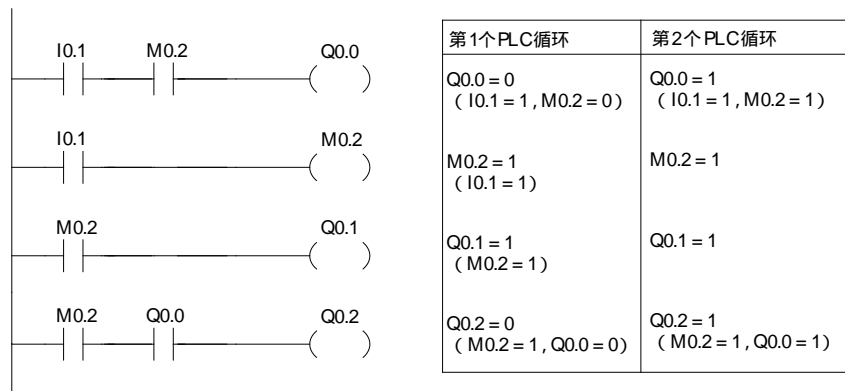 I0.1 M0.2 Q0.0
I0.1 M0.2
M0.2 Q0.1
M0.2 Q0.0 Q0.2
第1个PLC循环 第2个PLC循环
Q0.0 = 0 Q0.0 = 1
( I0.1 = 1 , M0.2 = 0 ) ( I0.1 = 1 , M0.2 = 1 )
M0.2 = 1 M0.2 = 1
( I0.1 = 1 )
Q0.1 = 1 Q0.1 = 1
( M0.2 = 1 )
Q0.2 = 0 Q0.2 = 1
( M0.2 = 1 , Q0.0 = 0 ) ( M0.2 = 1 , Q0.0 = 1 )